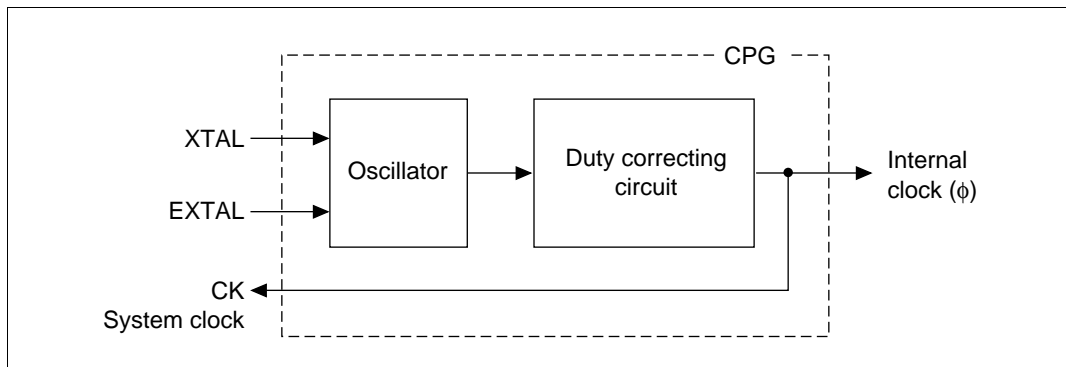 CPG
XTAL
EXTAL
Oscillator
Duty correcting
circuit
Internal
clock (ϕ)
CK
System clock